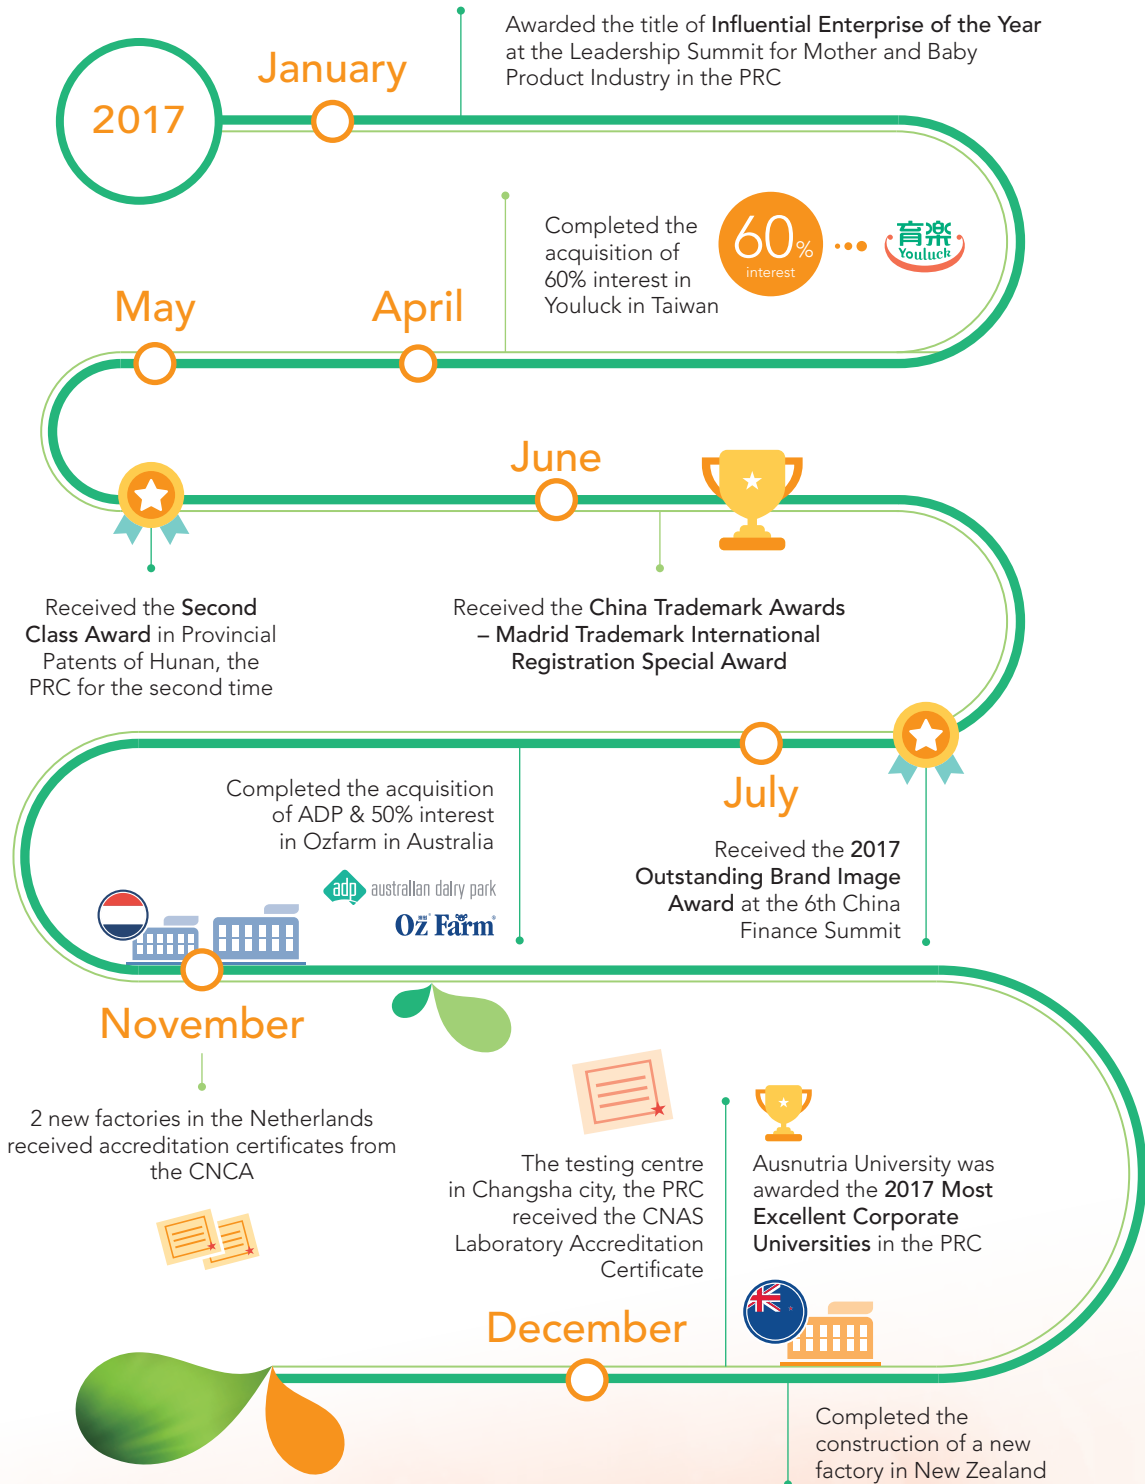 2017
January
Awarded the title of Influential Enterprise of the Year
at the Leadership Summit for Mother and Baby
Product Industry in the PRC
Completed the
acquisition of
60% interest in
Youluck in Taiwan
60%
interest
育楽
Youluck
May
April
June
Received the Second
Class Award in Provincial
Patents of Hunan, the
PRC for the second time
Received the China Trademark Awards
– Madrid Trademark International
Registration Special Award
July
Completed the acquisition
of ADP & 50% interest
in Ozfarm in Australia
adp australian dairy park
Oz Farm
Received the 2017
Outstanding Brand Image
Award at the 6th China
Finance Summit
November
2 new factories in the Netherlands
received accreditation certificates from
the CNCA
The testing centre
in Changsha city, the PRC
received the CNAS
Laboratory Accreditation
Certificate
Ausnutria University was
awarded the 2017 Most
Excellent Corporate
Universities in the PRC
December
Completed the
construction of a new
factory in New Zealand